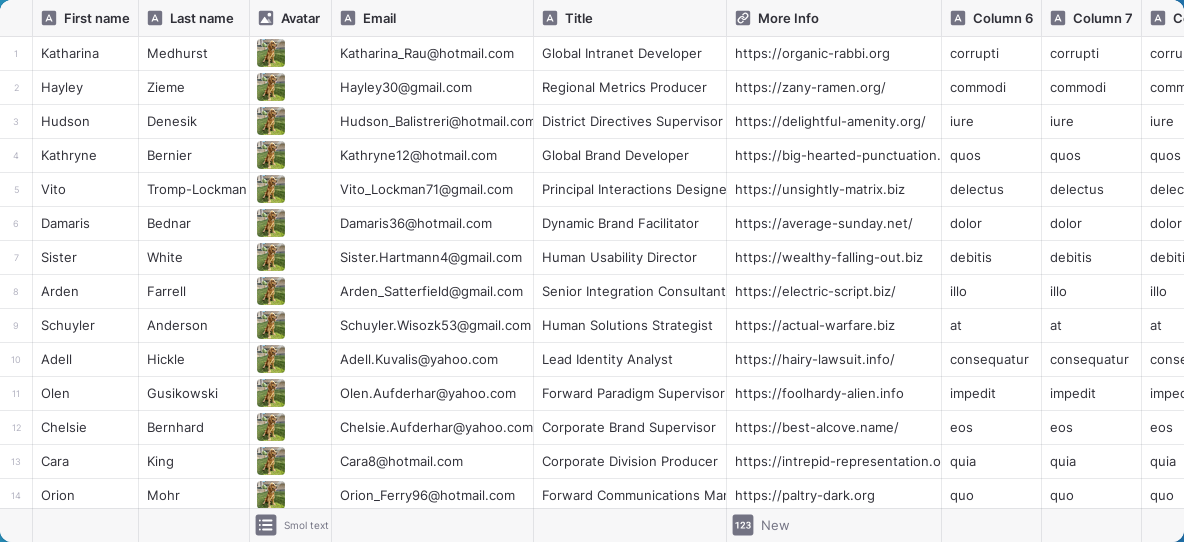 First name Last name Avatar Email Title More Info Column 6 Column 7
1 Katharina Medhurst Katharina_Rau@hotmail.com Global Intranet Developer https://organic-rabbi.org corrupti corrupti corru
2 Hayley Zieme Hayley30@gmail.com Regional Metrics Producer https://zany-ramen.org/ commodi commodi comm
3 Hudson Denesik Hudson_Balistreri@hotmail.com District Directives Supervisor https://delightful-amenity.org/ iure iure iure
4 Kathryne Bernier Kathryne12@hotmail.com Global Brand Developer https://big-hearted-punctuation. quos quos quos
5 Vito Tromp-Lockman Vito_Lockman71@gmail.com Principal Interactions Designe https://unsightly-matrix.biz delectus delectus delec
6 Damaris Bednar Damaris36@hotmail.com Dynamic Brand Facilitator https://average-sunday.net/ dolor dolor dolor
7 Sister White Sister.Hartmann4@gmail.com Human Usability Director https://wealthy-falling-out.biz debitis debitis debiti
8 Arden Farrell Arden_Satterfield@gmail.com Senior Integration Consultant https://electric-script.biz/ illo illo illo
9 Schuyler Anderson Schuyler.Wisozk53@gmail.com Human Solutions Strategist https://actual-warfare.biz at at at
10 Adell Hickle Adell.Kuvalis@yahoo.com Lead Identity Analyst https://hairy-lawsuit.info/ consequatur consequatur conse
11 Olen Gusikowski Olen.Aufderhar@yahoo.com Forward Paradigm Supervisor https://foolhardy-alien.info impedit impedit imped
12 Chelsie Bernhard Chelsie.Aufderhar@yahoo.com Corporate Brand Supervisor https://best-alcove.name/ eos eos eos
13 Cara King Cara8@hotmail.com Corporate Division Producer https://intrepid-representation.o quia quia quia
14 Orion Mohr Orion_Ferry96@hotmail.com Forward Communications Mar https://paltry-dark.org quo quo quo
Smol text 123 New